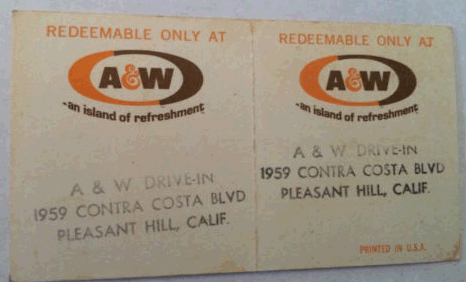 REDEEMABLE ONLY AT
A&W
-an island of refreshment
A & W DRIVE-IN
1959 CONTRA COSTA BLVD
PLEASANT HILL, CALIF.
REDEEMABLE ONLY AT
A&W
-an island of refreshment
A & W DRIVE-IN
1959 CONTRA COSTA BLVD
PLEASANT HILL, CALIF.
PRINTED IN U.S.A.